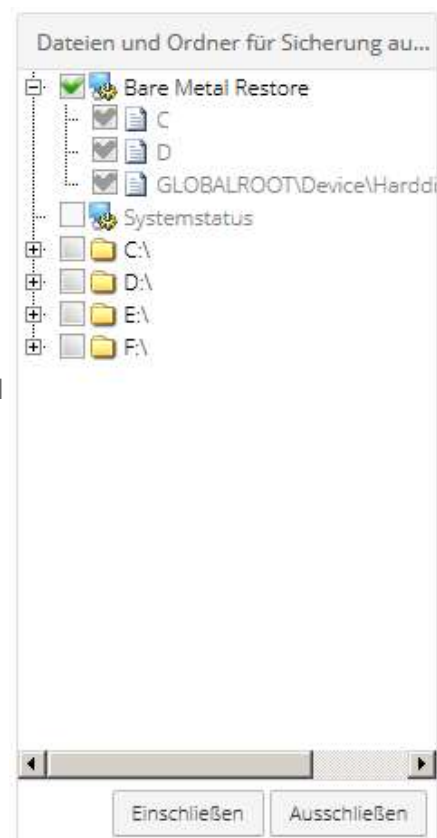 Dateien und Ordner für Sicherung au...
Bare Metal Restore
C
D
GLOBALROOT\Device\Harddi
Systemstatus
C:\
D:\
E:\
F:\
Einschließen Ausschließen